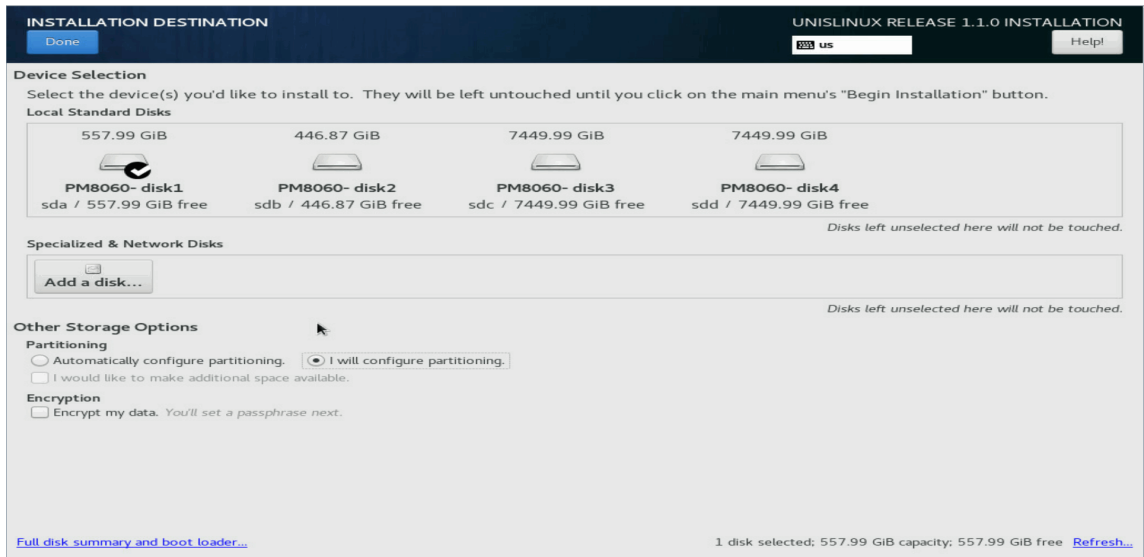 INSTALLATION DESTINATION
UNISLINUX RELEASE 1.1.0 INSTALLATION
Done
us
Help!
Device Selection
Select the device(s) you'd like to install to. They will be left untouched until you click on the main menu's "Begin Installation" button.
Local Standard Disks
557.99 GiB 446.87 GiB 7449.99 GiB 7449.99 GiB
PM8060- disk1 PM8060- disk2 PM8060- disk3 PM8060- disk4
sda / 557.99 GiB free sdb / 446.87 GiB free sdc / 7449.99 GiB free sdd / 7449.99 GiB free
Disks left unselected here will not be touched.
Specialized & Network Disks
Add a disk...
Disks left unselected here will not be touched.
Other Storage Options
Partitioning
Automatically configure partitioning. I will configure partitioning.
I would like to make additional space available.
Encryption
Encrypt my data. You'll set a passphrase next.
Full disk summary and boot loader... 1 disk selected; 557.99 GiB capacity; 557.99 GiB free Refresh...